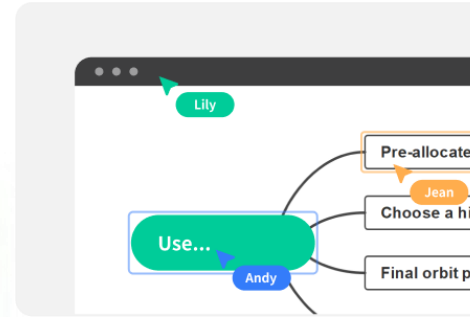 Lily
Pre-allocate
Jean
Choose a hi
Use...
Final orbit p
Andy